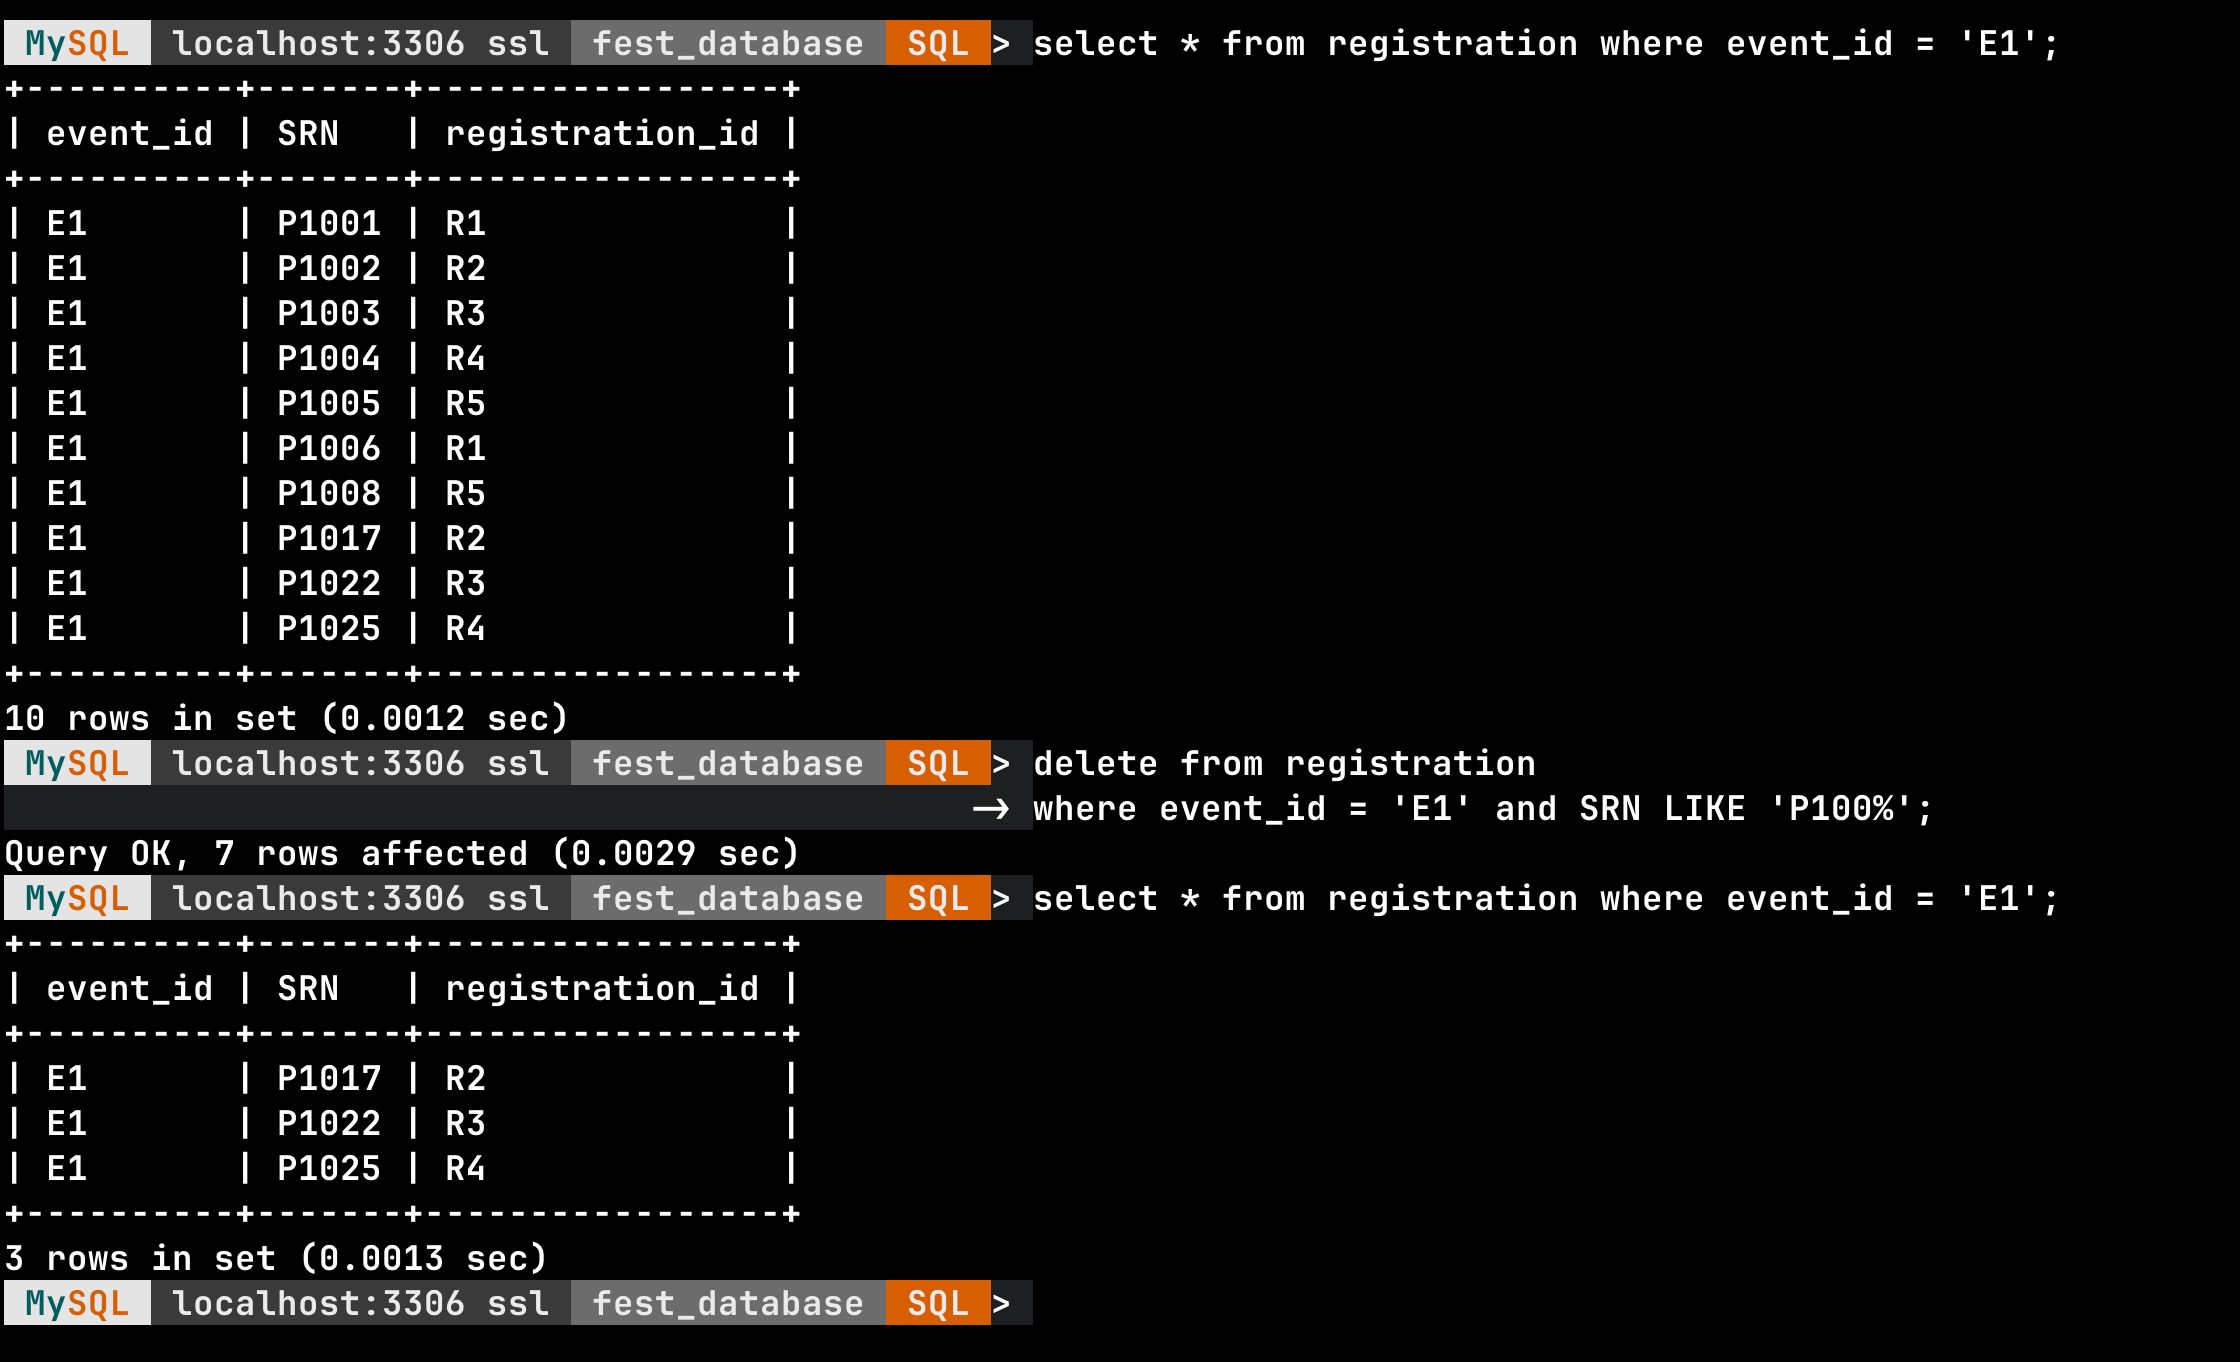 MySQL localhost:3306 ssl fest_database SQL > select * from registration where event_id = 'E1';
+----------+-------+-----------------+
| event_id | SRN   | registration_id |
+----------+-------+-----------------+
| E1       | P1001 | R1              |
| E1       | P1002 | R2              |
| E1       | P1003 | R3              |
| E1       | P1004 | R4              |
| E1       | P1005 | R5              |
| E1       | P1006 | R1              |
| E1       | P1008 | R5              |
| E1       | P1017 | R2              |
| E1       | P1022 | R3              |
| E1       | P1025 | R4              |
+----------+-------+-----------------+
10 rows in set (0.0012 sec)
MySQL localhost:3306 ssl fest_database SQL > delete from registration
-> where event_id = 'E1' and SRN LIKE 'P100%';
Query OK, 7 rows affected (0.0029 sec)
MySQL localhost:3306 ssl fest_database SQL > select * from registration where event_id = 'E1';
+----------+-------+-----------------+
| event_id | SRN   | registration_id |
+----------+-------+-----------------+
| E1       | P1017 | R2              |
| E1       | P1022 | R3              |
| E1       | P1025 | R4              |
+----------+-------+-----------------+
3 rows in set (0.0013 sec)
MySQL localhost:3306 ssl fest_database SQL >